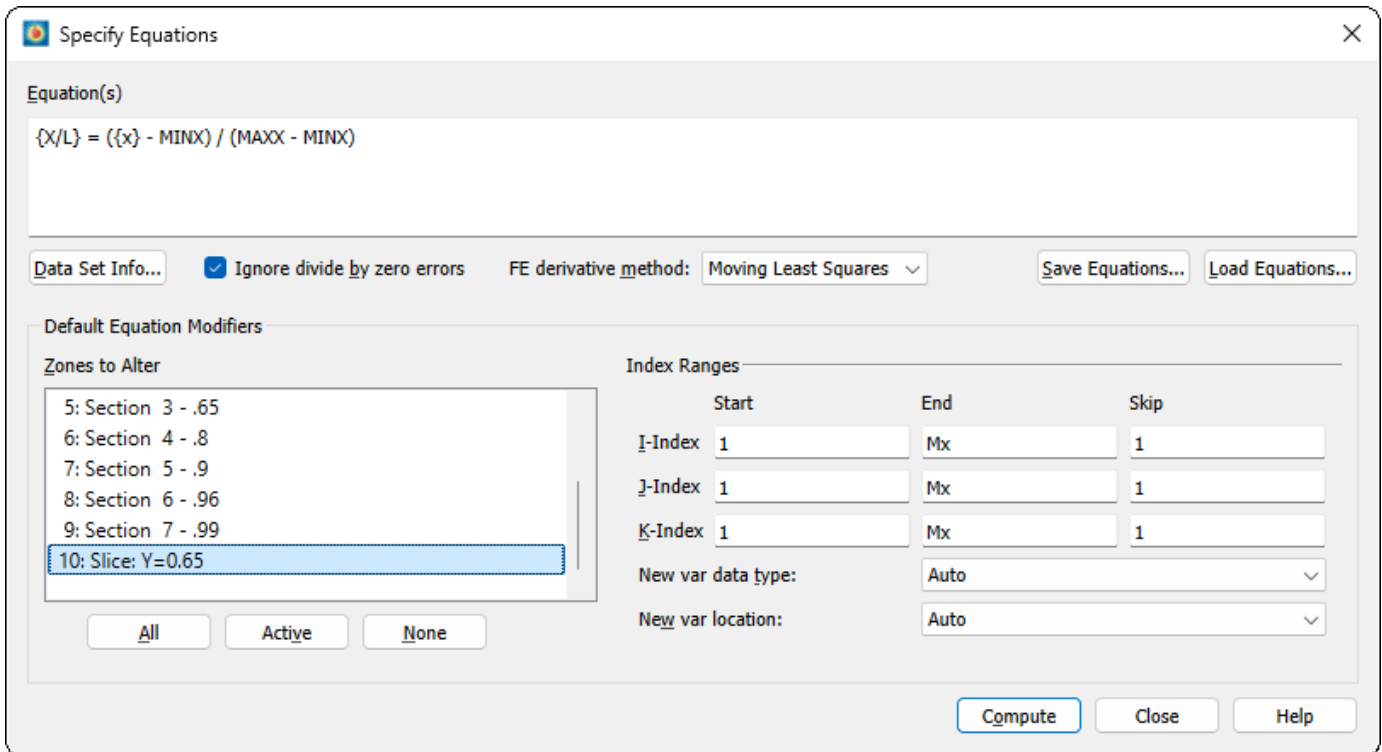 Specify Equations
Equation(s)
{X/L} = ({x} - MINX) / (MAXX - MINX)
Data Set Info... Ignore divide by zero errors FE derivative method: Moving Least Squares Save Equations... Load Equations...
Default Equation Modifiers
Zones to Alter
5: Section 3 - .65
6: Section 4 - .8
7: Section 5 - .9
8: Section 6 - .96
9: Section 7 - .99
10: Slice: Y=0.65
All Active None
Index Ranges
Start End Skip
I-Index 1 Mx 1
J-Index 1 Mx 1
K-Index 1 Mx 1
New var data type: Auto
New var location: Auto
Compute Close Help